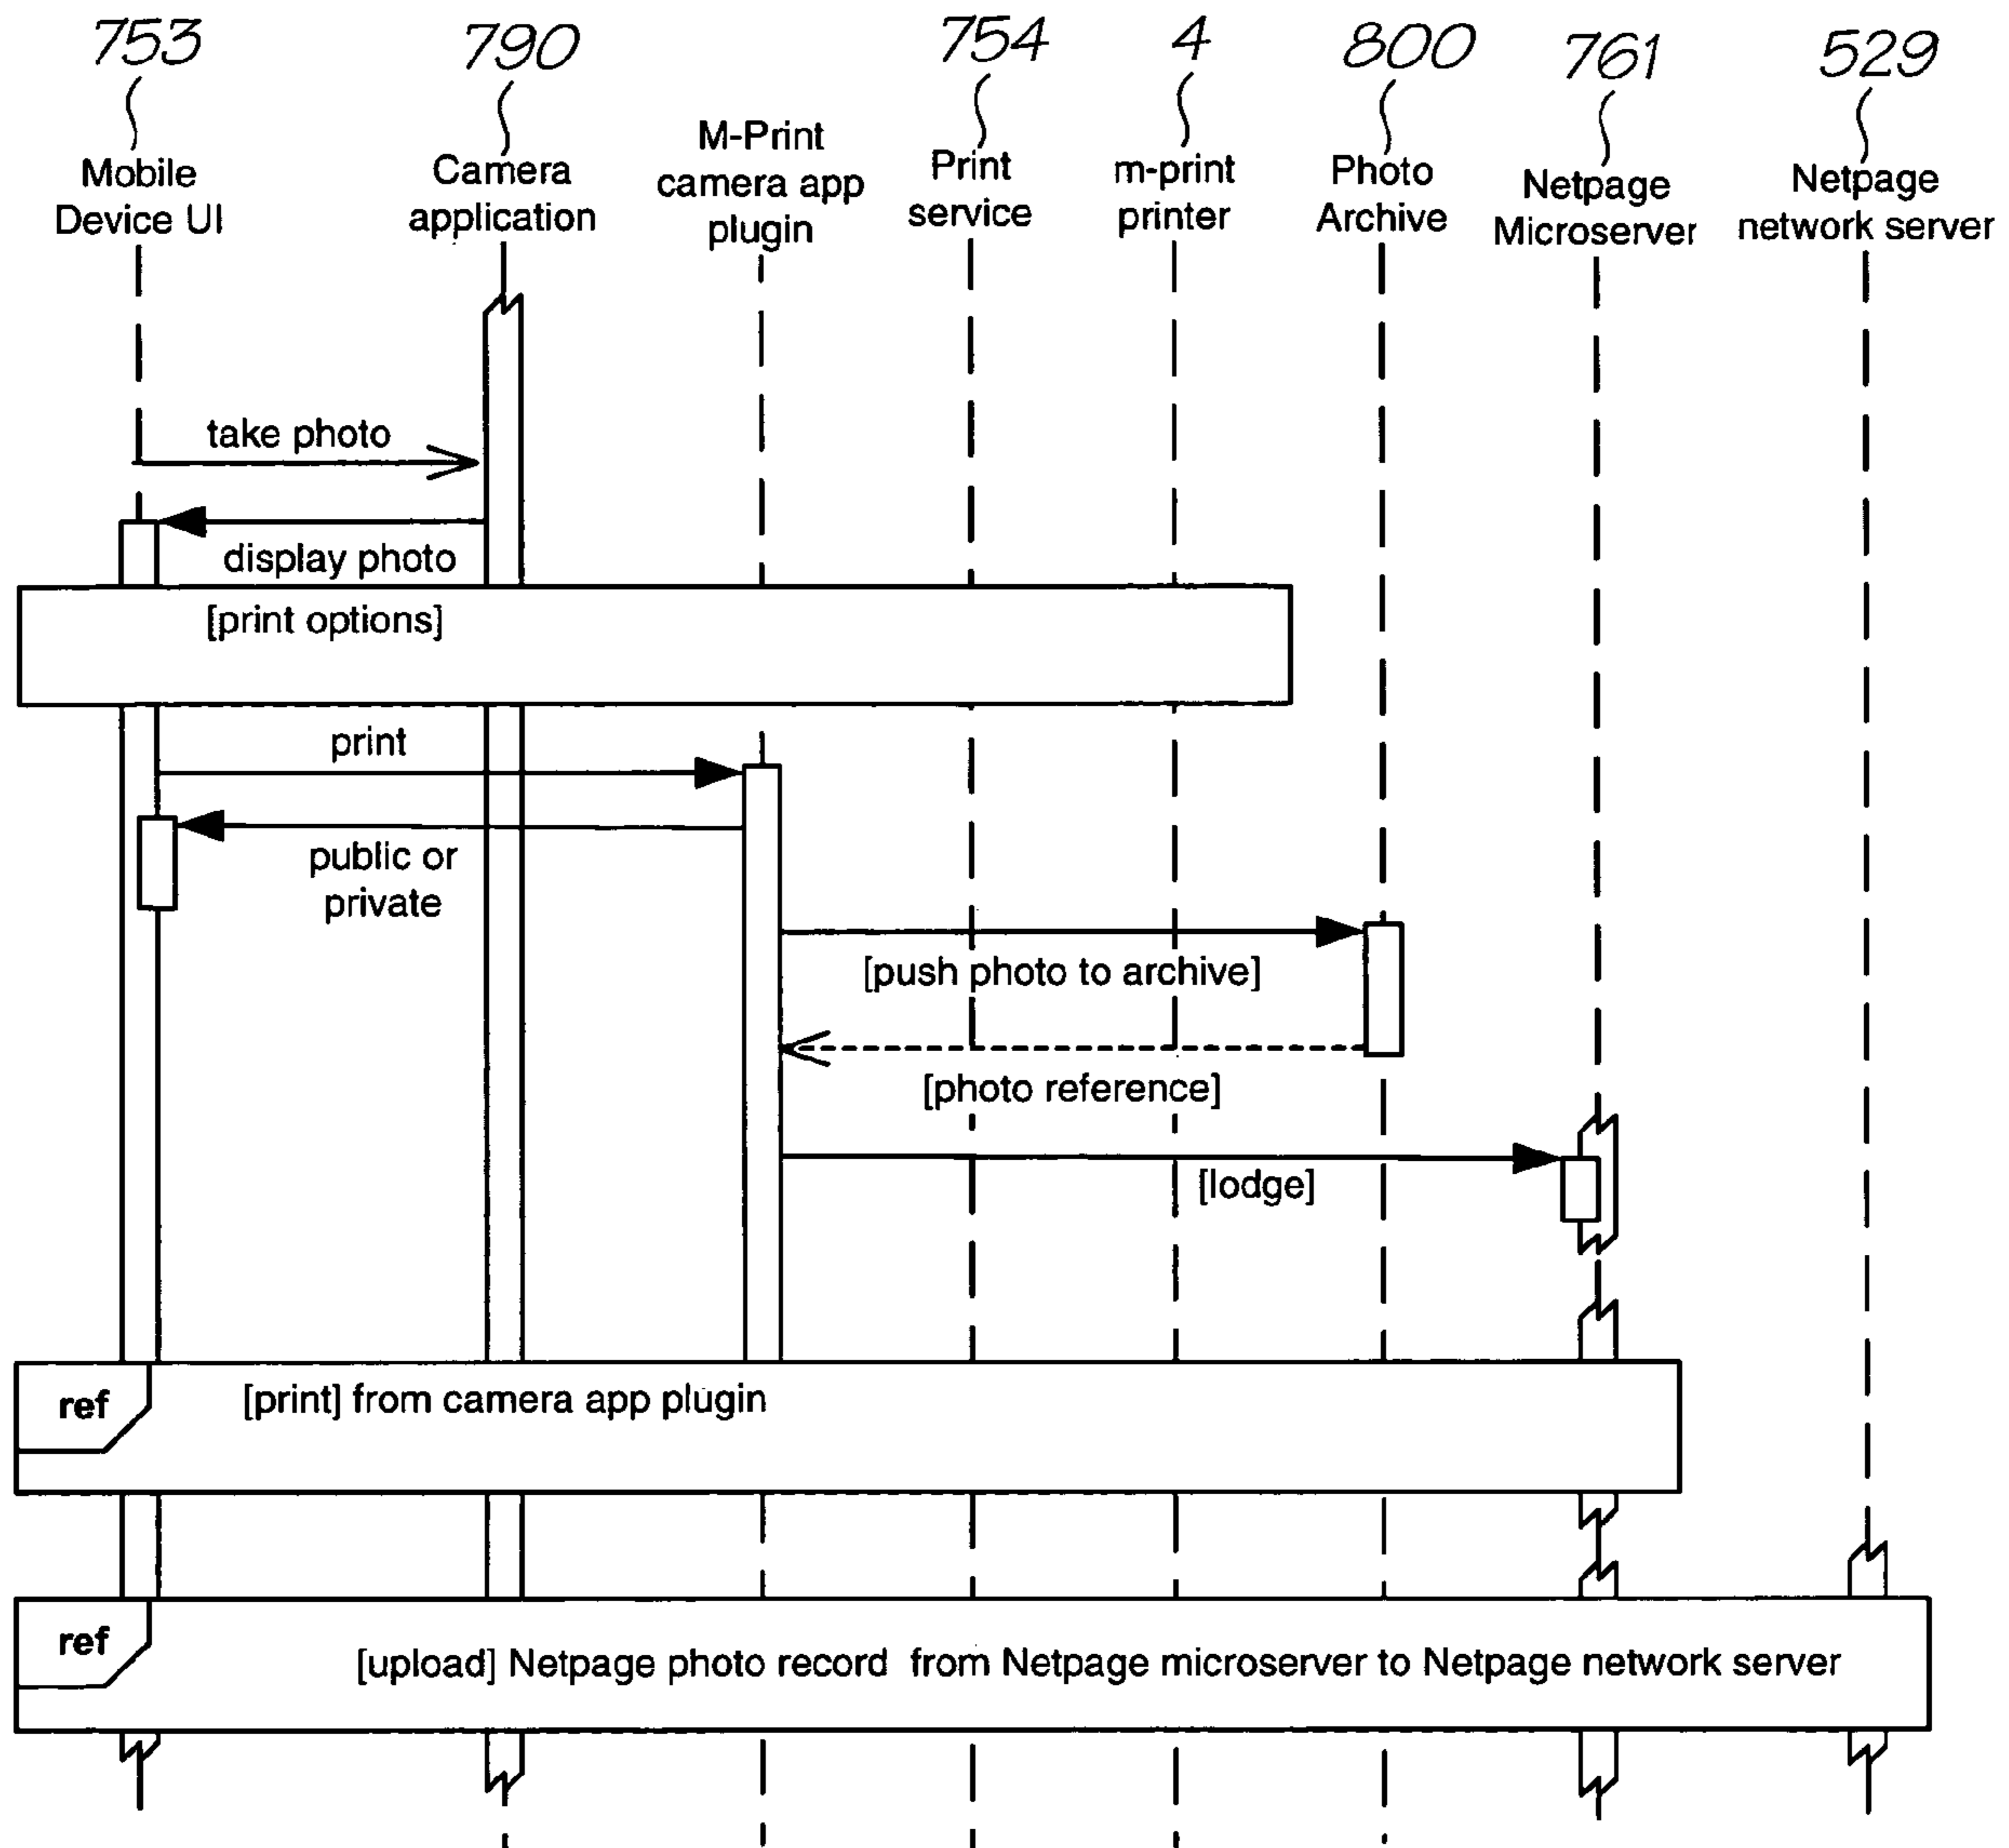 753
790
754
4
800
761
529
Mobile
Device UI
Camera
application
M-Print
camera app
plugin
Print
service
m-print
printer
Photo
Archive
Netpage
Microserver
Netpage
network server
take photo
display photo
[print options]
print
public or
private
[push photo to archive]
[photo reference]
[lodge]
ref
[print] from camera app plugin
ref
[upload] Netpage photo record from Netpage microserver to Netpage network server